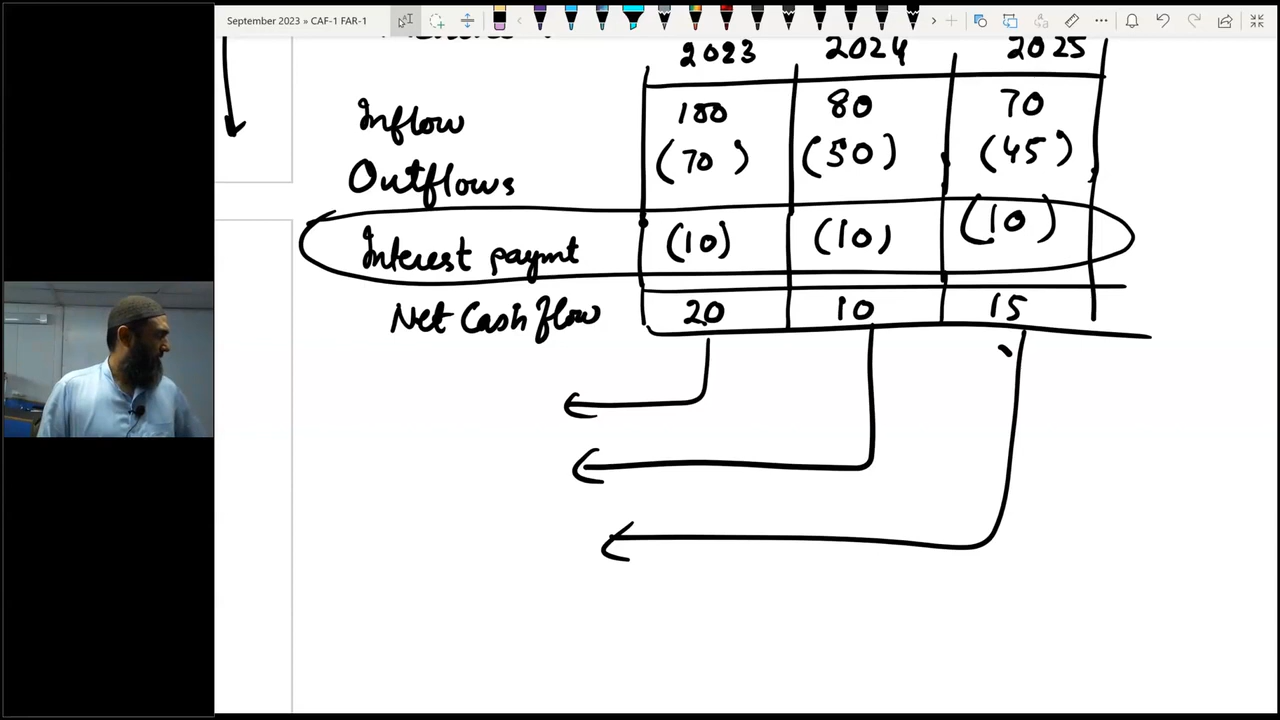 September 2023 » CAF-1 FAR-1
2023 2024 2025
Inflow 100 80 70
Outflows (70) (50) (45)
Interest paymt (10) (10) (10)
Net Cash flow 20 10 15